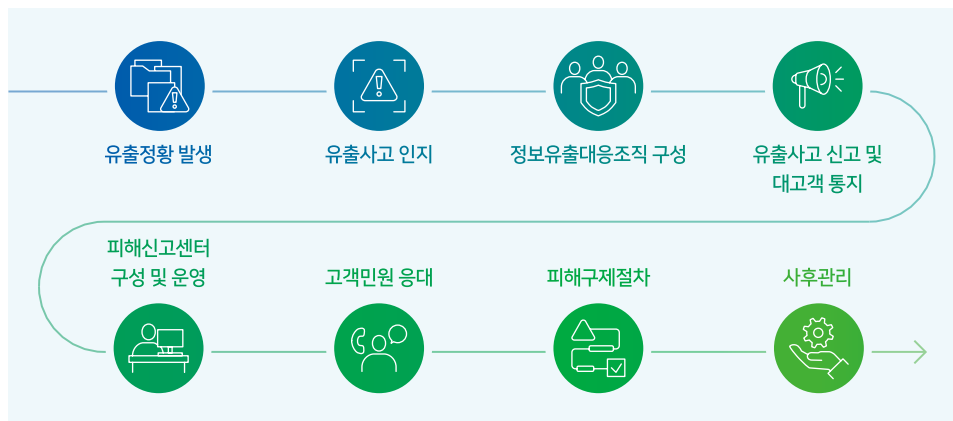 유출정황 발생
유출사고 인지
정보유출대응조직 구성
유출사고 신고 및
대고객 통지
피해신고센터
구성 및 운영
고객민원 응대
피해구제절차
사후관리